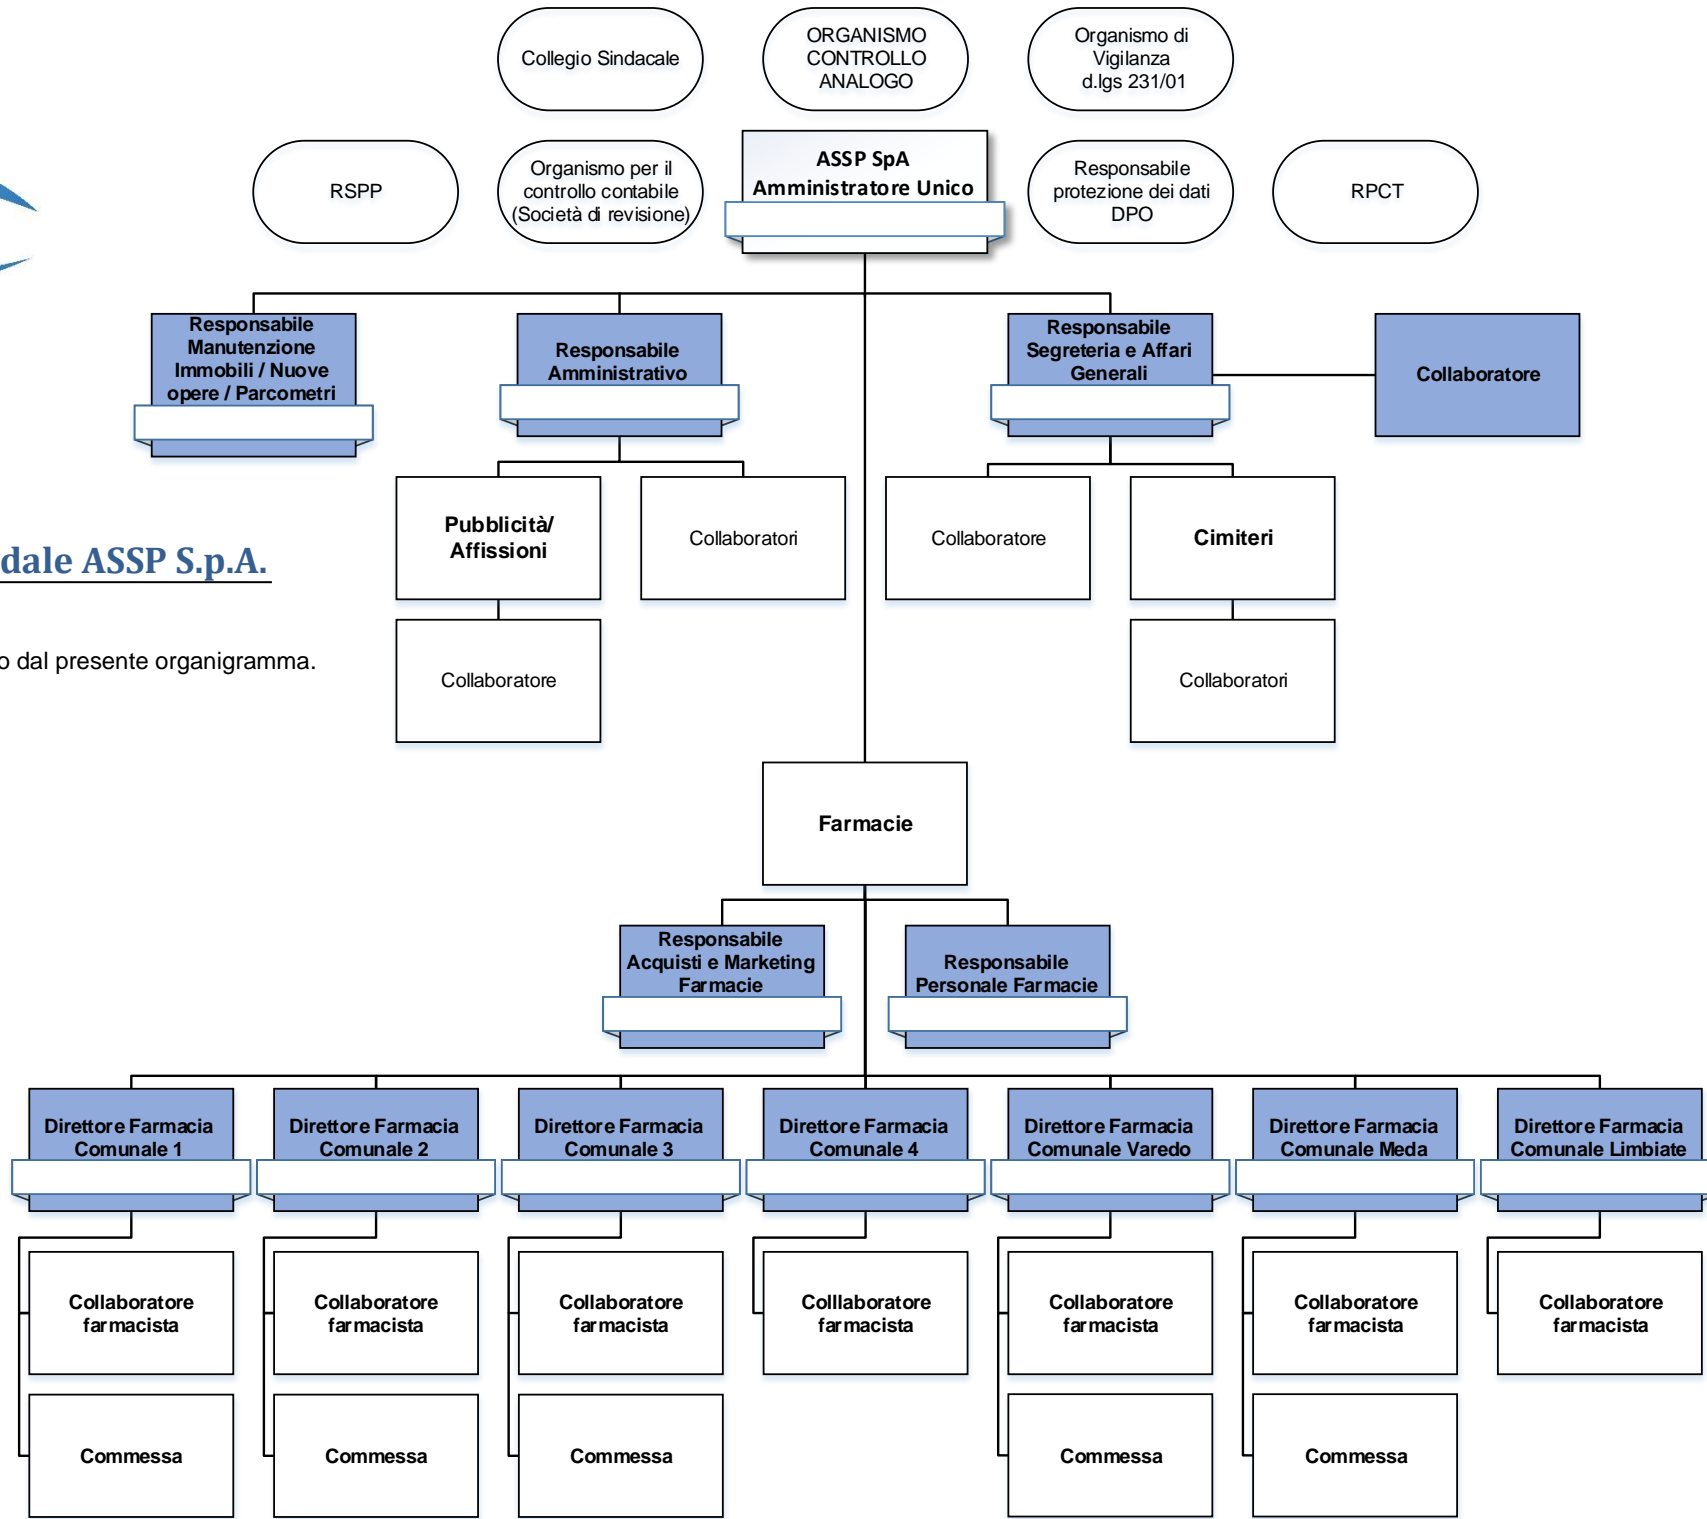 Collegio Sindacale
ORGANISMO
CONTROLLO
ANALOGO
Organismo di
Vigilanza
d.lgs 231/01
RSPP
Organismo per il
controllo contabile
(Società di revisione)
ASSP SpA
Amministratore Unico
Responsabile
protezione dei dati
DPO
RPCT
Responsabile
Manutenzione
Immobili / Nuove
opere / Parcometri
Responsabile
Amministrativo
Responsabile
Segreteria e Affari
Generali
Collaboratore
Pubblicità/
Affissioni
Collaboratori
Collaboratore
Cimiteri
dale ASSP S.p.A.
o dal presente organigramma.
Collaboratore
Collaboratori
Farmacie
Responsabile
Acquisti e Marketing
Farmacie
Responsabile
Personale Farmacie
Direttore Farmacia
Comunale 1
Direttore Farmacia
Comunale 2
Direttore Farmacia
Comunale 3
Direttore Farmacia
Comunale 4
Direttore Farmacia
Comunale Varedo
Direttore Farmacia
Comunale Meda
Direttore Farmacia
Comunale Limbiate
Collaboratore
farmacista
Collaboratore
farmacista
Collaboratore
farmacista
Colllaboratore
farmacista
Collaboratore
farmacista
Collaboratore
farmacista
Collaboratore
farmacista
Commessa
Commessa
Commessa
Commessa
Commessa